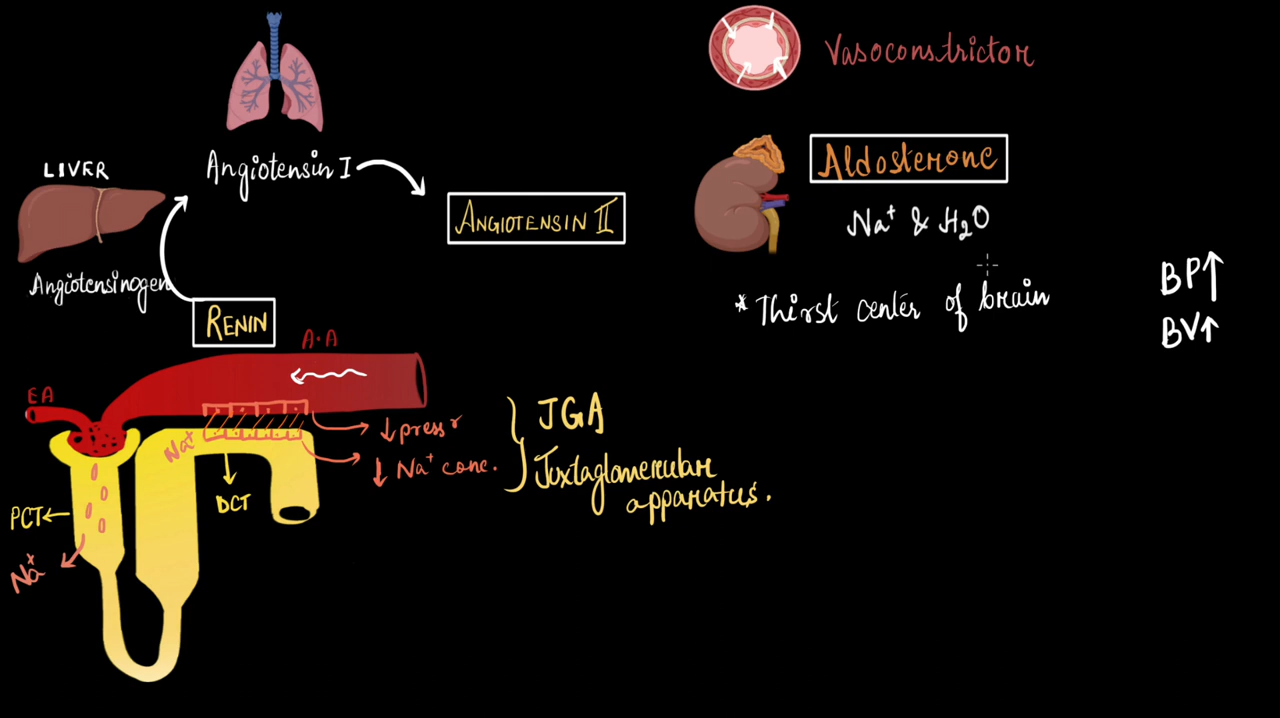 Vasoconstrictor
LIVER
Angiotensin I
Aldosterone
ANGIOTENSIN II
Na⁺ & H₂O
Angiotensinogen
* Thirst center of brain
BP↑
BV↑
RENIN
A.A
EA
↓ press r
JGA
Na⁺
↓ Na⁺ conc.
Juxtaglomerular
apparatus.
DCT
PCT
Na⁺